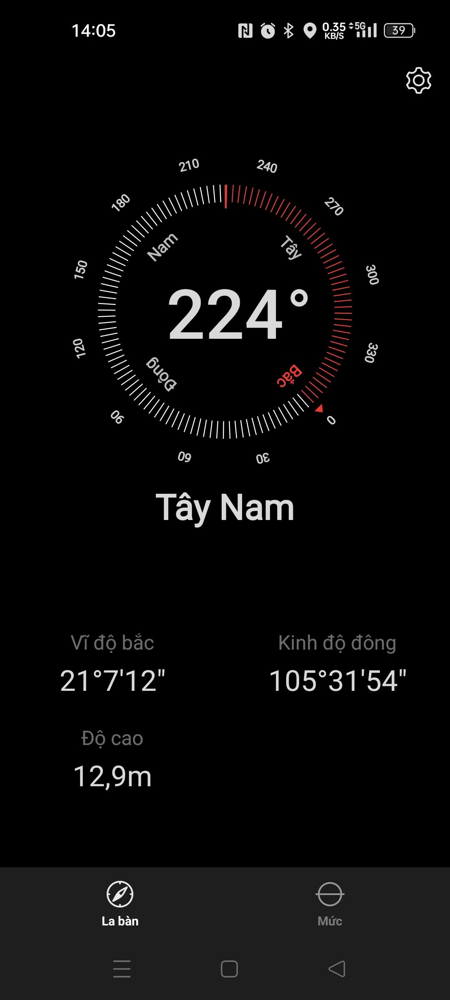 14:05
0.35 KB/S 5G 39
210 240
180 270
Nam Tây
150 300
224°
120 330
Đông Bắc
90 0
60 30
Tây Nam
Vĩ độ bắc Kinh độ đông
21°7'12" 105°31'54"
Độ cao
12,9m
La bàn Mức